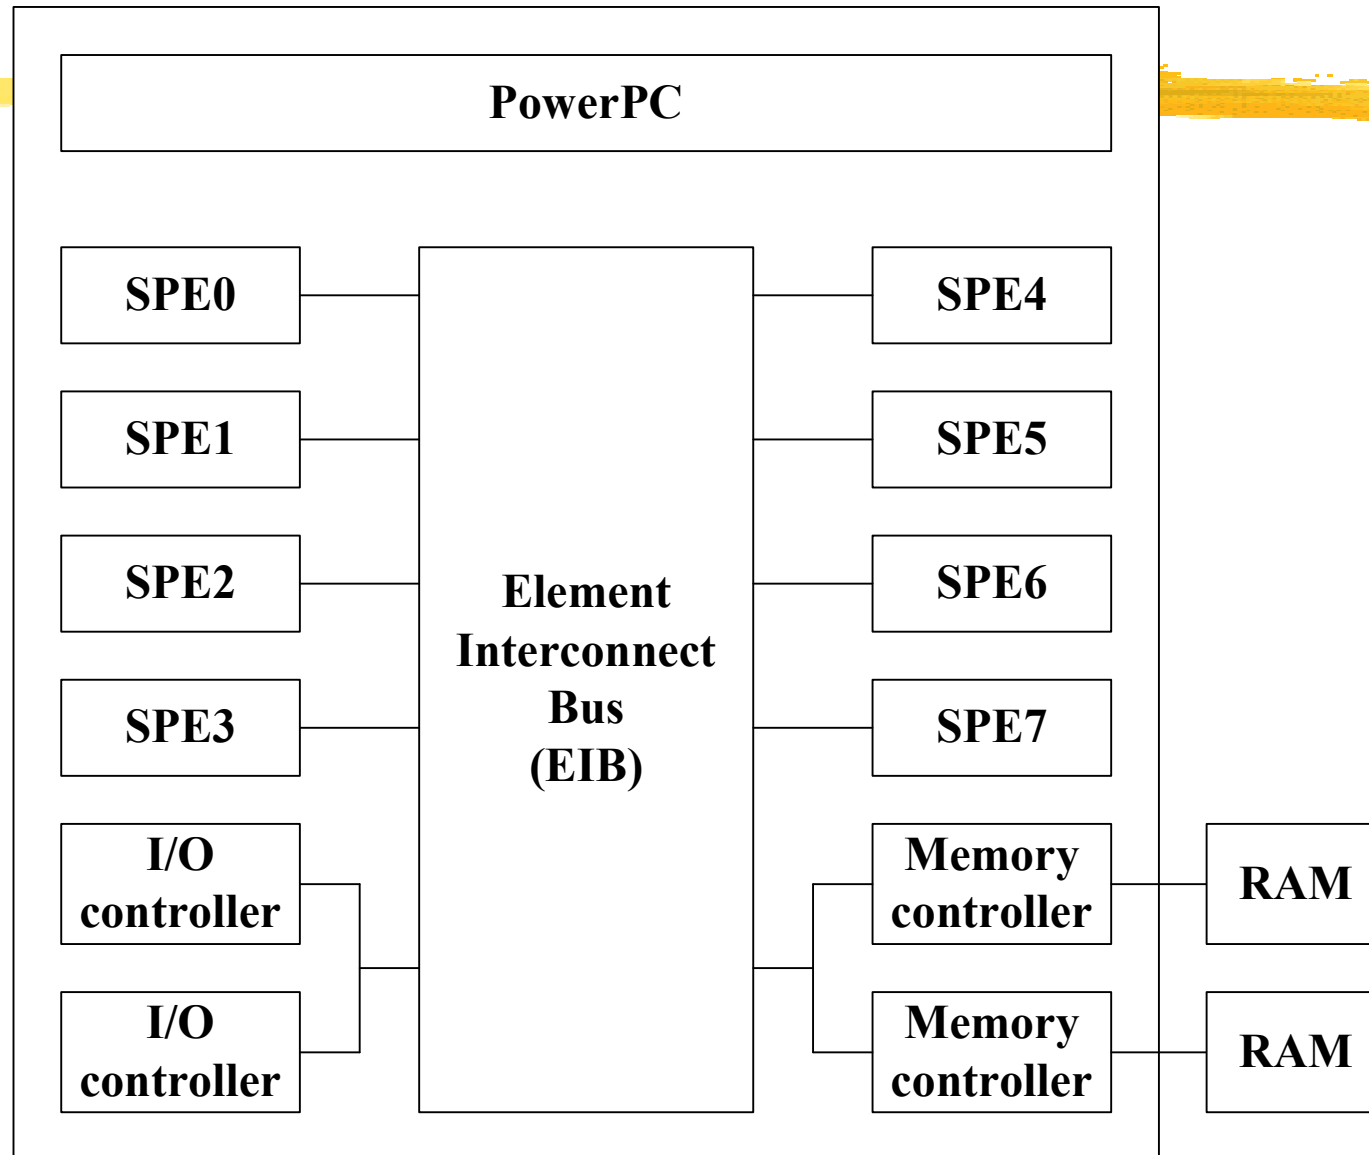 PowerPC
SPE0
SPE4
SPE1
SPE5
SPE2
SPE6
SPE3
SPE7
Element
Interconnect
Bus
(EIB)
I/O
controller
Memory
controller
RAM
I/O
controller
Memory
controller
RAM